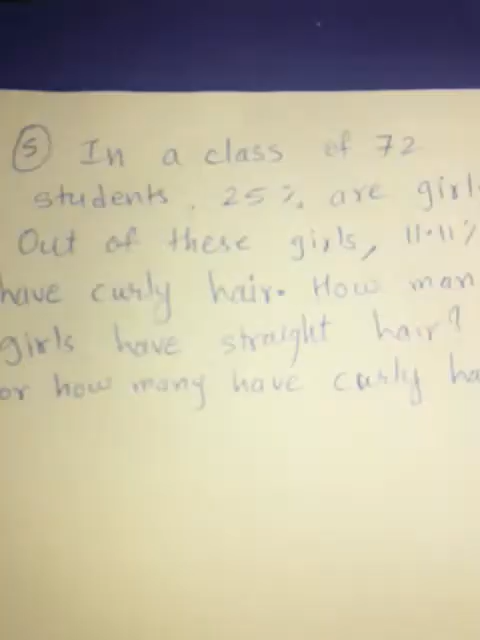 (5) In a class of 72
students, 25% are girl
Out of these girls, 11.11%
have curly hair. How man
girls have straight hair?
or how many have curly ha